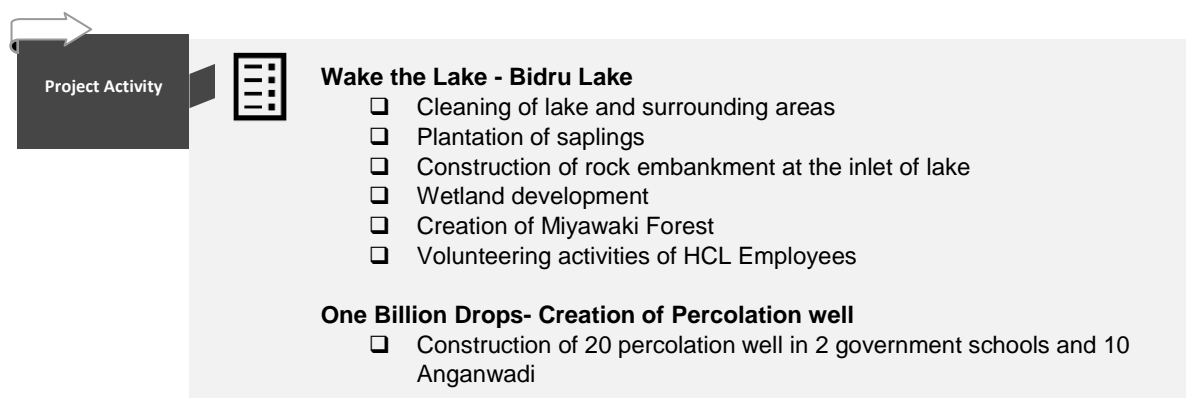 Project Activity
Wake the Lake - Bidru Lake
❑ Cleaning of lake and surrounding areas
❑ Plantation of saplings
❑ Construction of rock embankment at the inlet of lake
❑ Wetland development
❑ Creation of Miyawaki Forest
❑ Volunteering activities of HCL Employees
One Billion Drops- Creation of Percolation well
❑ Construction of 20 percolation well in 2 government schools and 10
Anganwadi